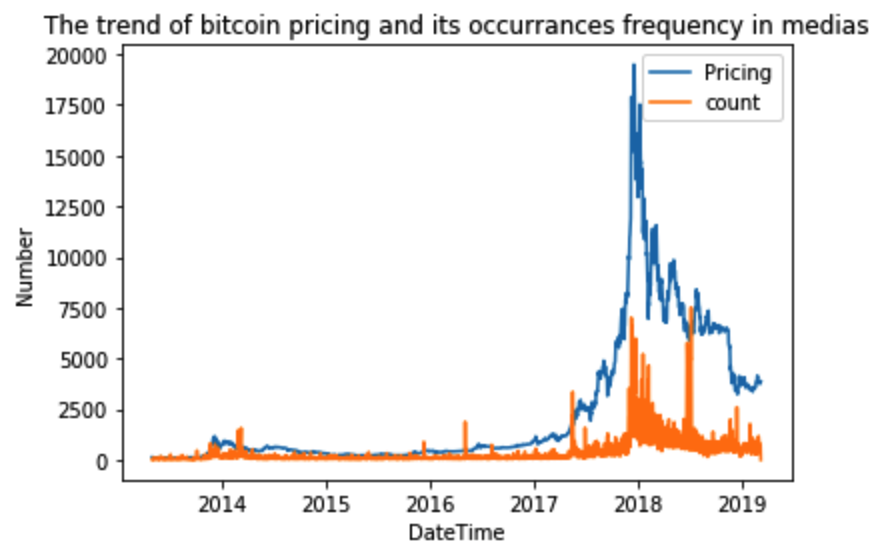 The trend of bitcoin pricing and its occurrances frequency in medias
20000
17500
15000
12500
10000
7500
5000
2500
0
Number
Pricing
count
2014 2015 2016 2017 2018 2019
DateTime